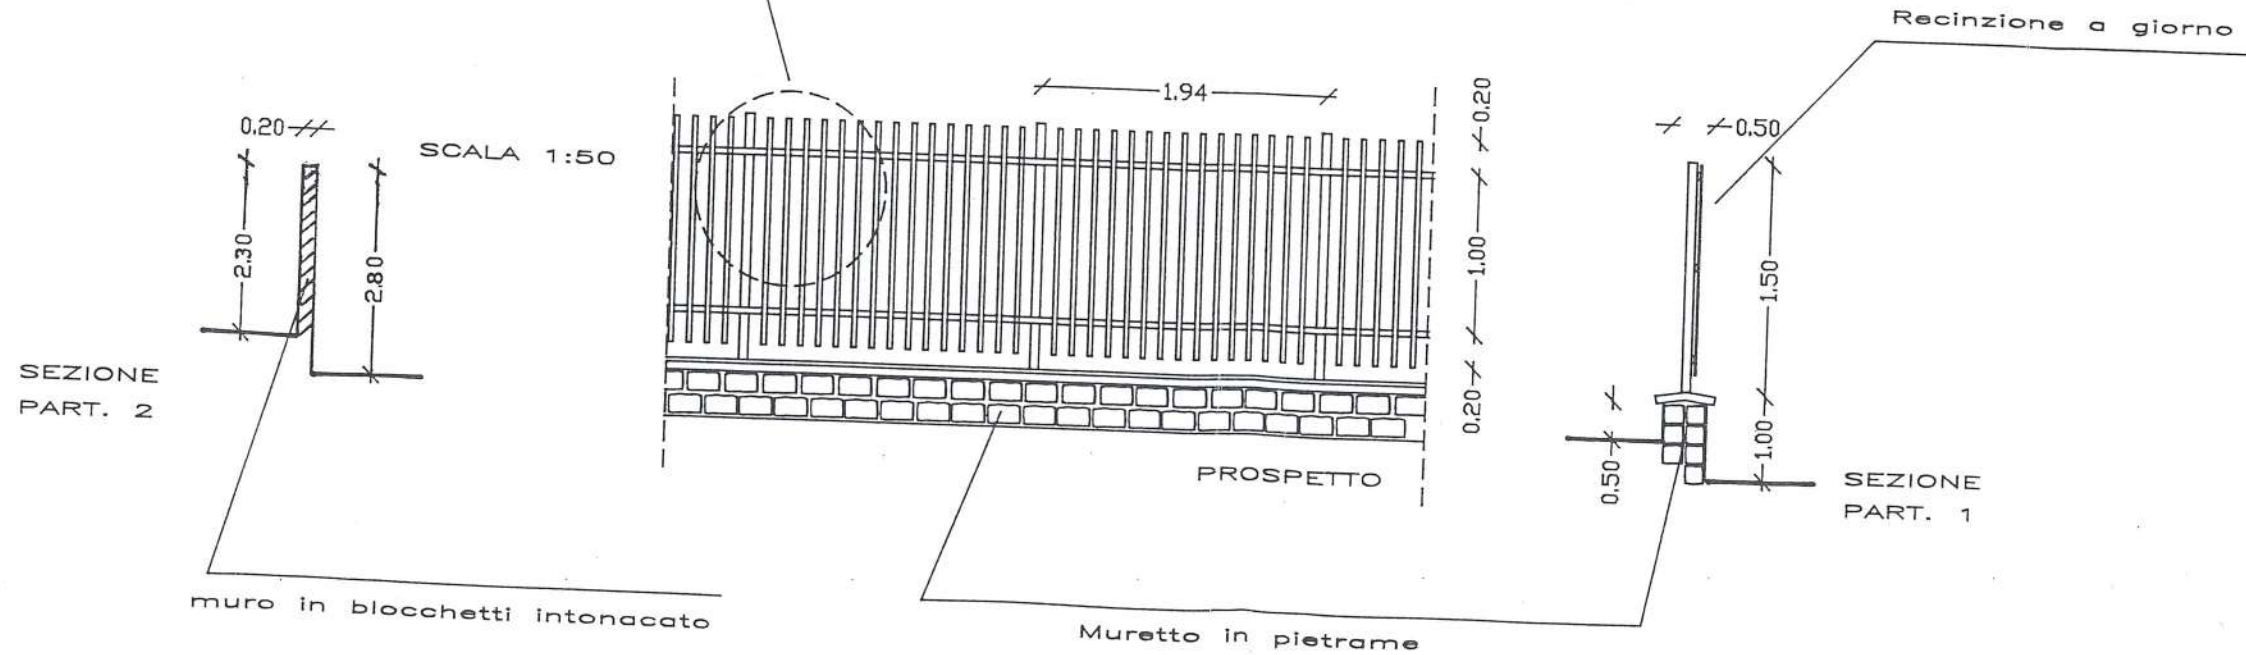 Recinzione a giorno
1.94
0.20
0.20
SCALA 1:50
0.50
2.30
2.80
1.00
1.50
SEZIONE
PART. 2
0.20
PROSPETTO
0.50
1.00
SEZIONE
PART. 1
muro in blocchetti intonacato
Muretto in pietrame